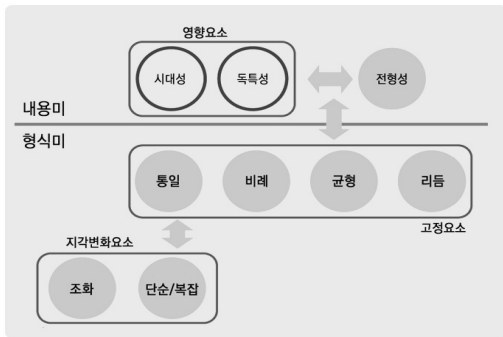 영향요소
시대성
독특성
전형성
내용미
형식미
통일
비례
균형
리듬
고정요소
지각변화요소
조화
단순/복잡